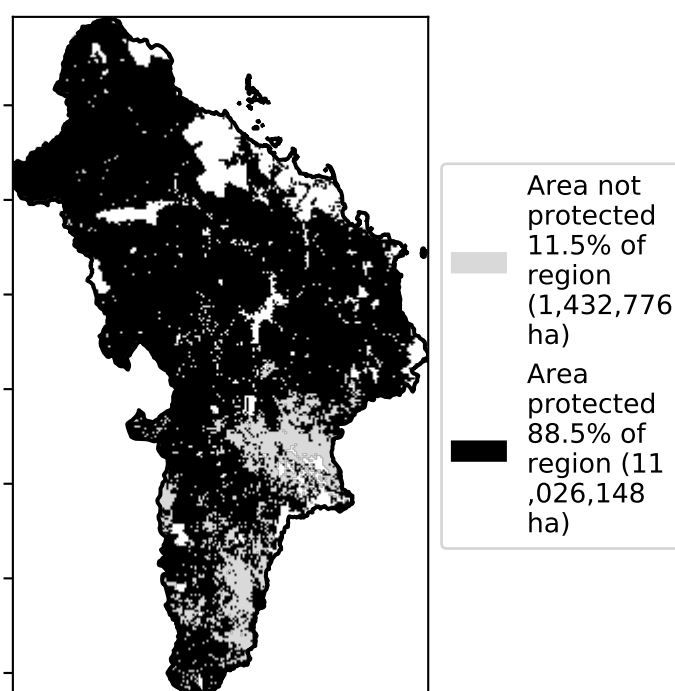 Area not
protected
11.5% of
region
(1,432,776
ha)
Area
protected
88.5% of
region (11
,026,148
ha)